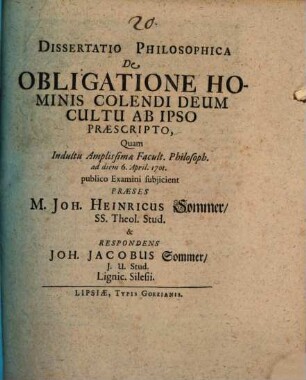 20.
DISSERTATIO PHILOSOPHICA
De
OBLIGATIONE HO-
MINIS COLENDI DEUM
CULTU AB IPSO
PRÆSCRIPTO,
Quam
Indultu Amplissimæ Facult. Philosoph.
ad diem 6. April. 1701.
publico Examini subjicient
PRÆSES
M. JOH. HEINRICUS Sommer/
SS. Theol. Stud.
&
RESPONDENS
JOH. JACOBUS Sommer/
J. U. Stud.
Lignic. Silesii.
LIPSIÆ, TYPIS GOEZIANIS.